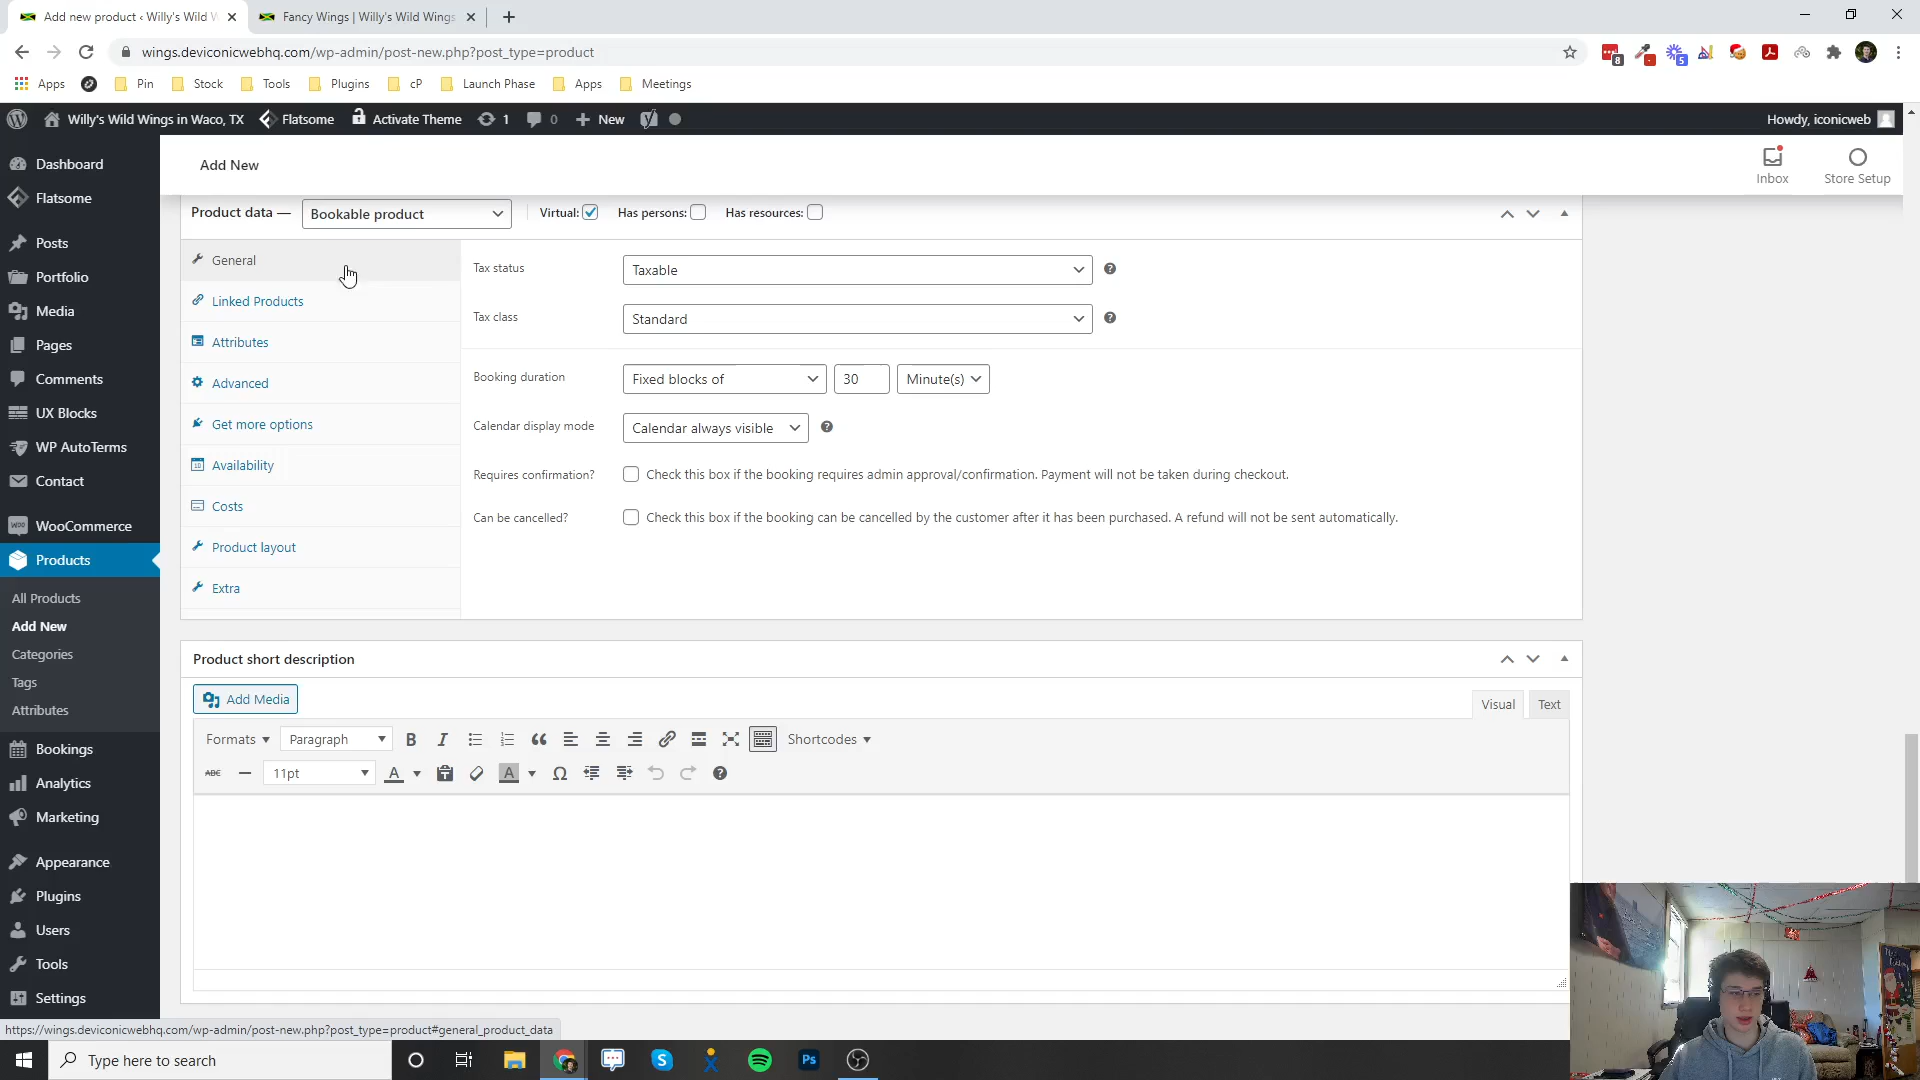 Add new product ‹ Willy's Wild W
Fancy Wings | Willy's Wild Wings
wings.deviconicwebhq.com/wp-admin/post-new.php?post_type=product
8
5
Apps
Pin
Stock
Tools
Plugins
cP
Launch Phase
Apps
Meetings
Willy's Wild Wings in Waco, TX
Flatsome
Activate Theme
1
0
New
Howdy, iconicweb
Add New
Inbox
Store Setup
Dashboard
Flatsome
Posts
Portfolio
Media
Pages
Comments
UX Blocks
WP AutoTerms
Contact
WooCommerce
Products
All Products
Add New
Categories
Tags
Attributes
Bookings
Analytics
Marketing
Appearance
Plugins
Users
Tools
Settings
Product data — Bookable product Virtual: Has persons: Has resources:
General
Linked Products
Attributes
Advanced
Get more options
Availability
Costs
Product layout
Extra
Tax status Taxable
Tax class Standard
Booking duration Fixed blocks of 30 Minute(s)
Calendar display mode Calendar always visible
Requires confirmation? Check this box if the booking requires admin approval/confirmation. Payment will not be taken during checkout.
Can be cancelled? Check this box if the booking can be cancelled by the customer after it has been purchased. A refund will not be sent automatically.
Product short description
Add Media
Visual Text
Formats Paragraph B I Shortcodes
ABC 11pt A A Ω
https://wings.deviconicwebhq.com/wp-admin/post-new.php?post_type=product#general_product_data
Type here to search
Ps